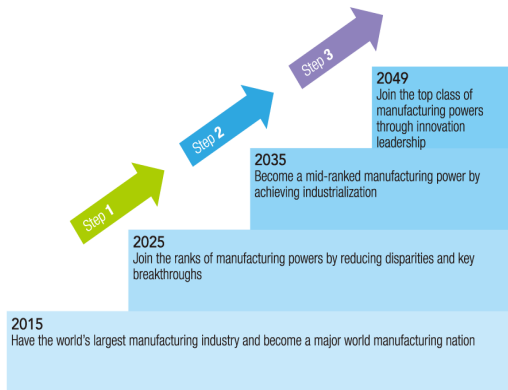 Step 3
2049
Join the top class of
manufacturing powers
through innovation
leadership
Step 2
2035
Become a mid-ranked manufacturing power by
achieving industrialization
Step 1
2025
Join the ranks of manufacturing powers by reducing disparities and key
breakthroughs
2015
Have the world's largest manufacturing industry and become a major world manufacturing nation